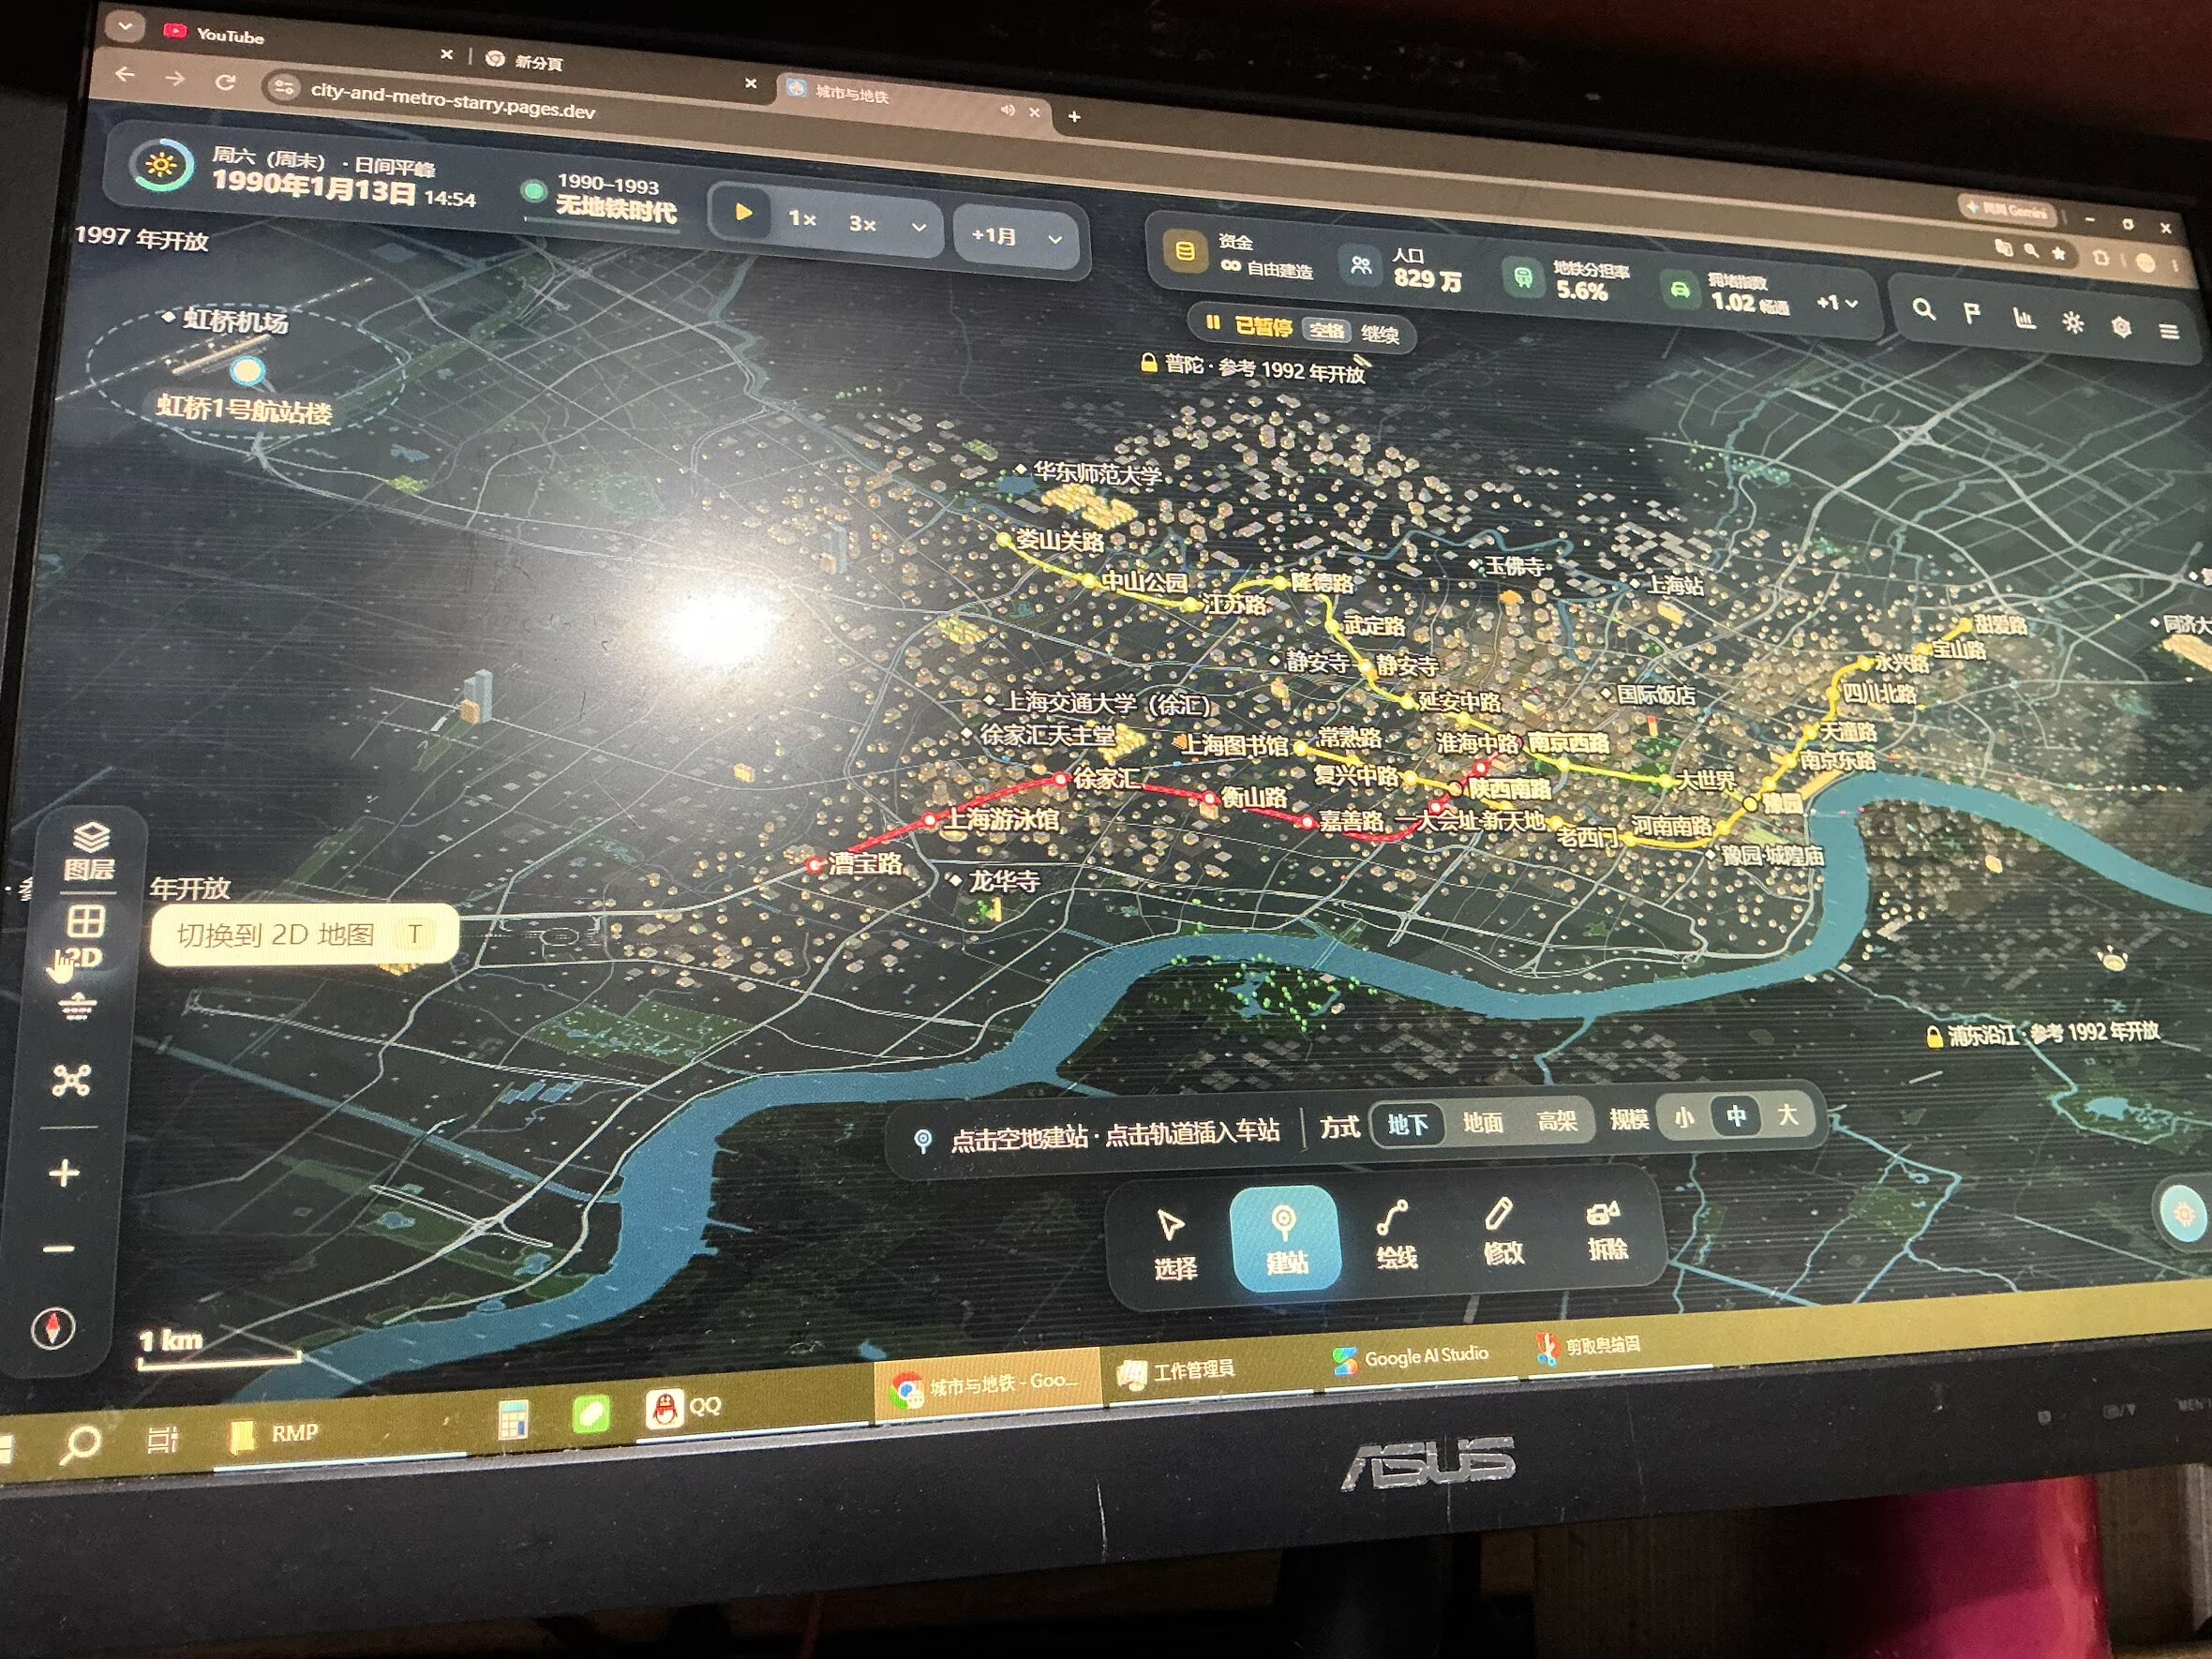 YouTube
新分頁
城市与地铁
city-and-metro-starry.pages.dev
周六（周末）· 日间平峰
1990年1月13日 14:54
1990–1993
无地铁时代
1× 3×
+1月
资金
∞ 自由建造
人口
829 万
地铁分担率
5.6%
拥堵指数
1.02 畅通
+1
已暂停 空格 继续
1997 年开放
虹桥机场
虹桥1号航站楼
普陀 · 参考 1992 年开放
华东师范大学
娄山关路
中山公园
江苏路
隆德路
武定路
玉佛寺
上海站
静安寺
静安寺
延安中路
国际饭店
同济大
宝山路
永兴路
四川北路
天潼路
南京东路
上海交通大学（徐汇）
徐家汇天主堂
上海图书馆
常熟路
淮海中路
南京西路
大世界
豫园
复兴中路
陕西南路
徐家汇
衡山路
嘉善路
一大会址·新天地
老西门
河南南路
豫园·城隍庙
上海游泳馆
漕宝路
龙华寺
图层
年开放
切换到 2D 地图 T
2D
浦东沿江 · 参考 1992 年开放
点击空地建站 · 点击轨道插入车站
方式 地下 地面 高架
规模 小 中 大
选择
建站
绘线
修改
拆除
1 km
RMP
QQ
城市与地铁 - Goo...
工作管理員
Google AI Studio
剪取與繪圖
ASUS